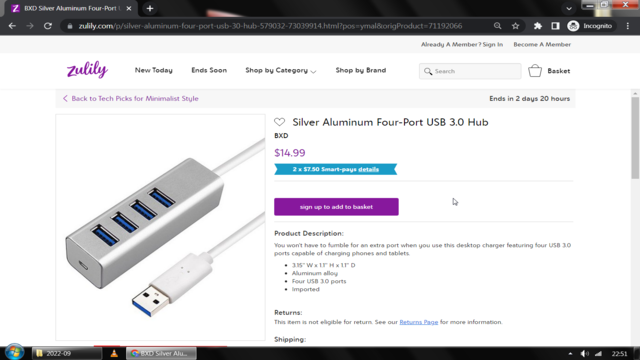 BXD Silver Aluminum Four-Port U
zulily.com/p/silver-aluminum-four-port-usb-30-hub-579032-73039914.html?pos=ymal&origProduct=71192066
Incognito
Already A Member? Sign In
Become A Member
zulily
New Today
Ends Soon
Shop by Category
Shop by Brand
Search
Basket
Back to Tech Picks for Minimalist Style
Ends in 2 days 20 hours
Silver Aluminum Four-Port USB 3.0 Hub
BXD
$14.99
2 x $7.50 Smart-pays details
sign up to add to basket
Product Description:
You won't have to fumble for an extra port when you use this desktop charger featuring four USB 3.0
ports capable of charging phones and tablets.
• 3.15" W x 1.1" H x 1.1" D
• Aluminum alloy
• Four USB 3.0 ports
• Imported
Returns:
This item is not eligible for return. See our Returns Page for more information.
Shipping:
2022-09
BXD Silver Alu...
22:51